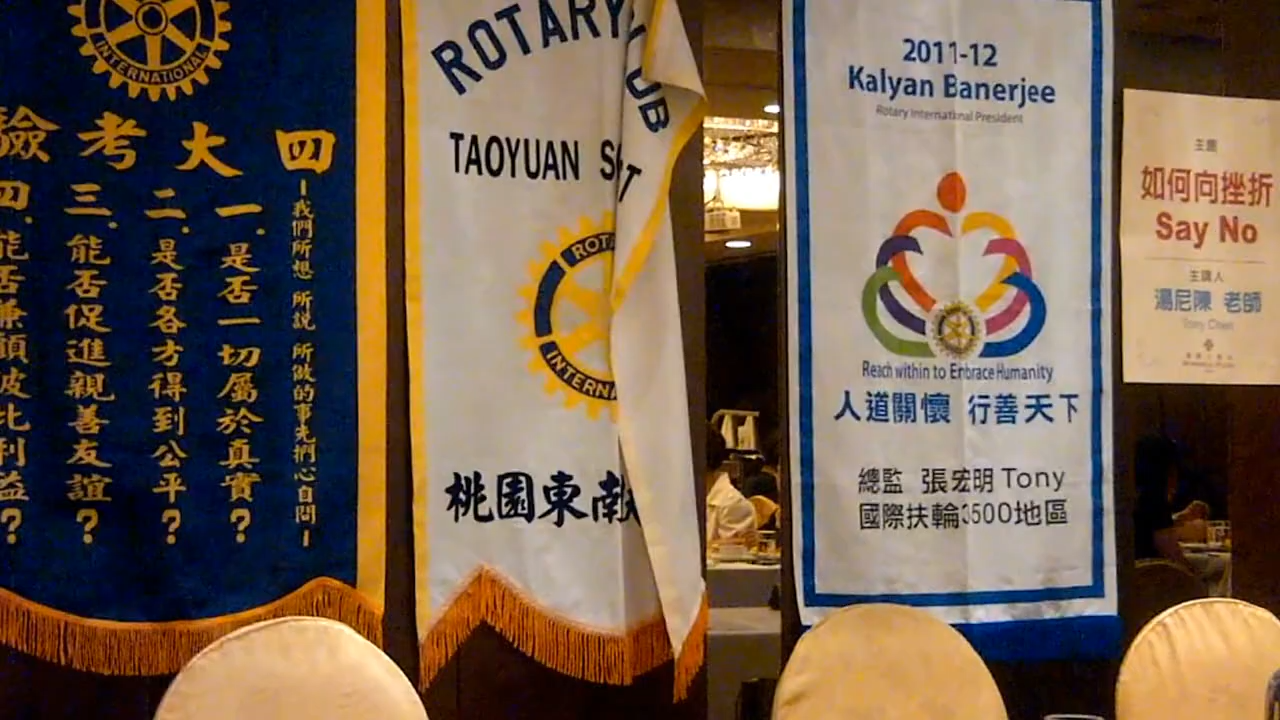 INTERNATIONAL
四大考驗
－我們所想 所說 所做的事先捫心自問－
一.是否一切屬於真實?
二.是否各方得到公平?
三.能否促進親善友誼?
四.能否兼顧彼此利益?
ROTARY
UB
TAOYUAN S
T
ROTA
INTERNA
桃園東南
2011-12
Kalyan Banerjee
Rotary International President
Reach within to Embrace Humanity
人道關懷 行善天下
總監 張宏明 Tony
國際扶輪3500地區
主題
如何向挫折
Say No
主講人
湯尼陳 老師
Tony Chen